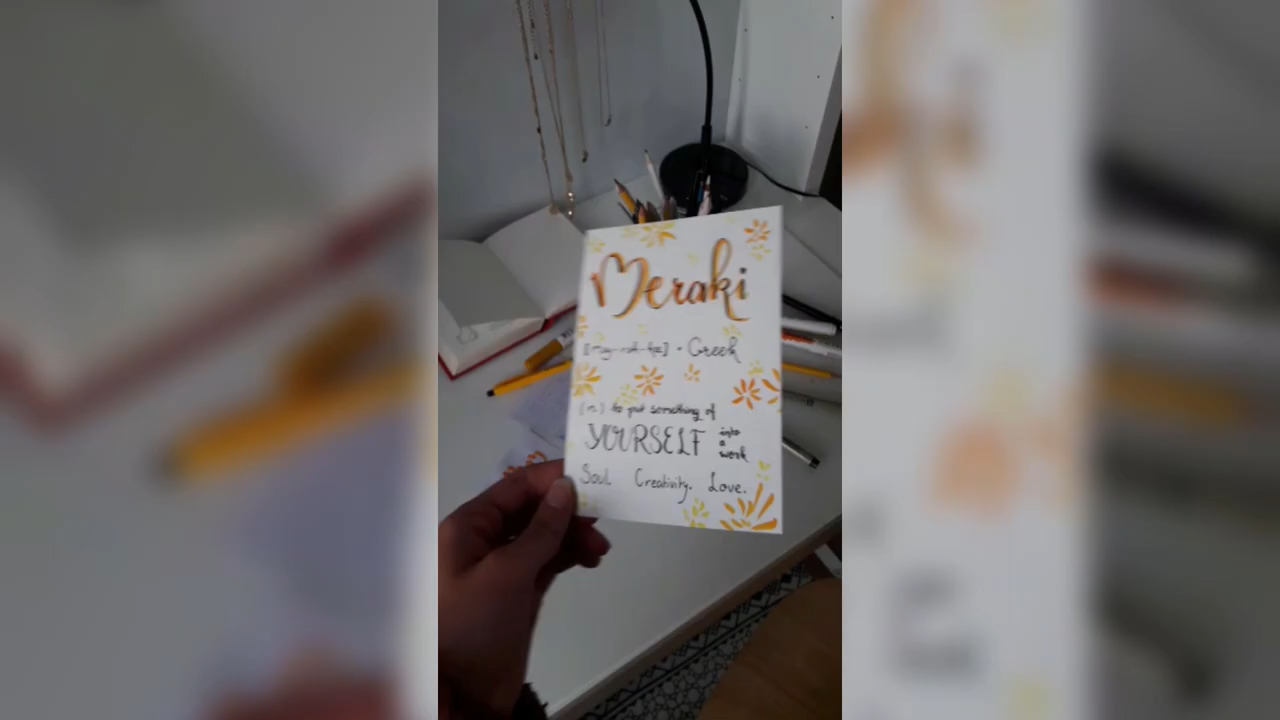 Meraki
[may-rah-kee] • Greek
(n.) to put something of
YOURSELF into a work
Soul. Creativity. Love.